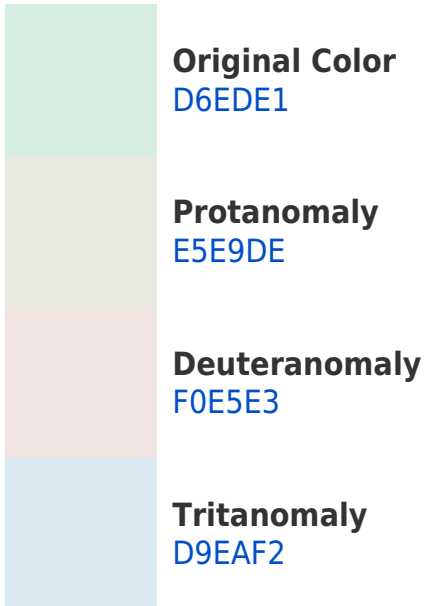 Original Color
D6EDE1
Protanomaly
E5E9DE
Deuteranomaly
F0E5E3
Tritanomaly
D9EAF2